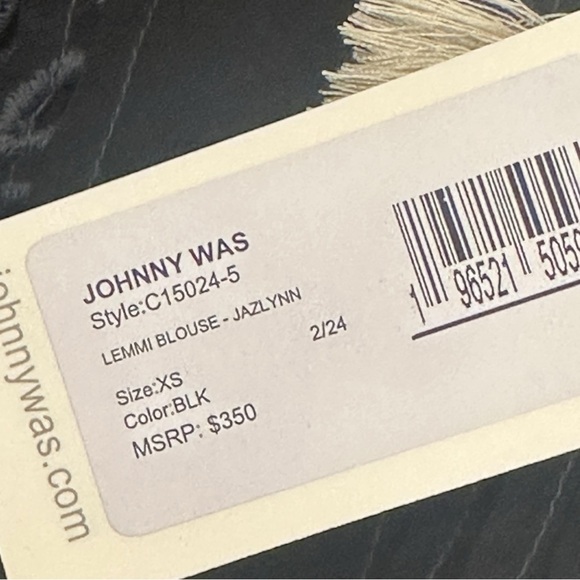 JOHNNY WAS
Style:C15024-5
LEMMI BLOUSE - JAZLYNN
2/24
Size:XS
Color:BLK
MSRP: $350
1 96521 505
johnnywas.com